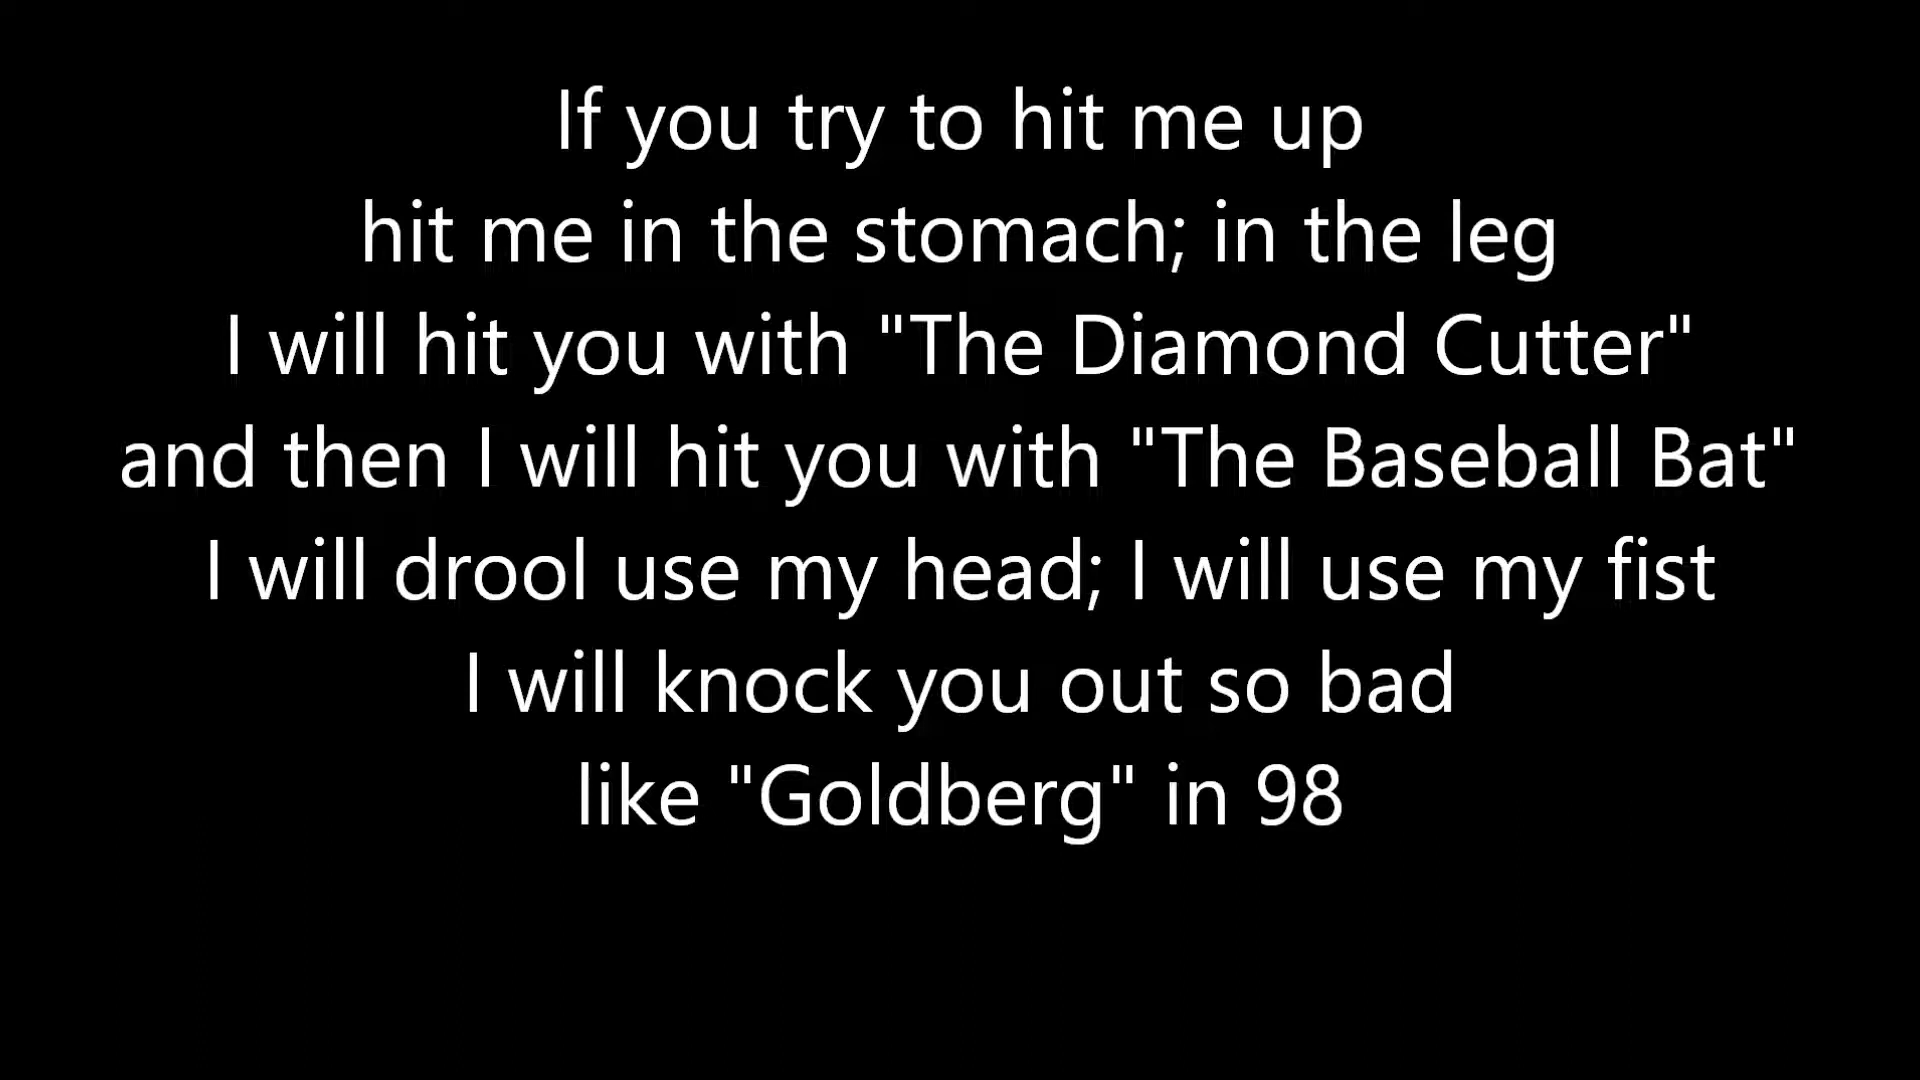 If you try to hit me up
hit me in the stomach; in the leg
I will hit you with "The Diamond Cutter"
and then I will hit you with "The Baseball Bat"
I will drool use my head; I will use my fist
I will knock you out so bad
like "Goldberg" in 98